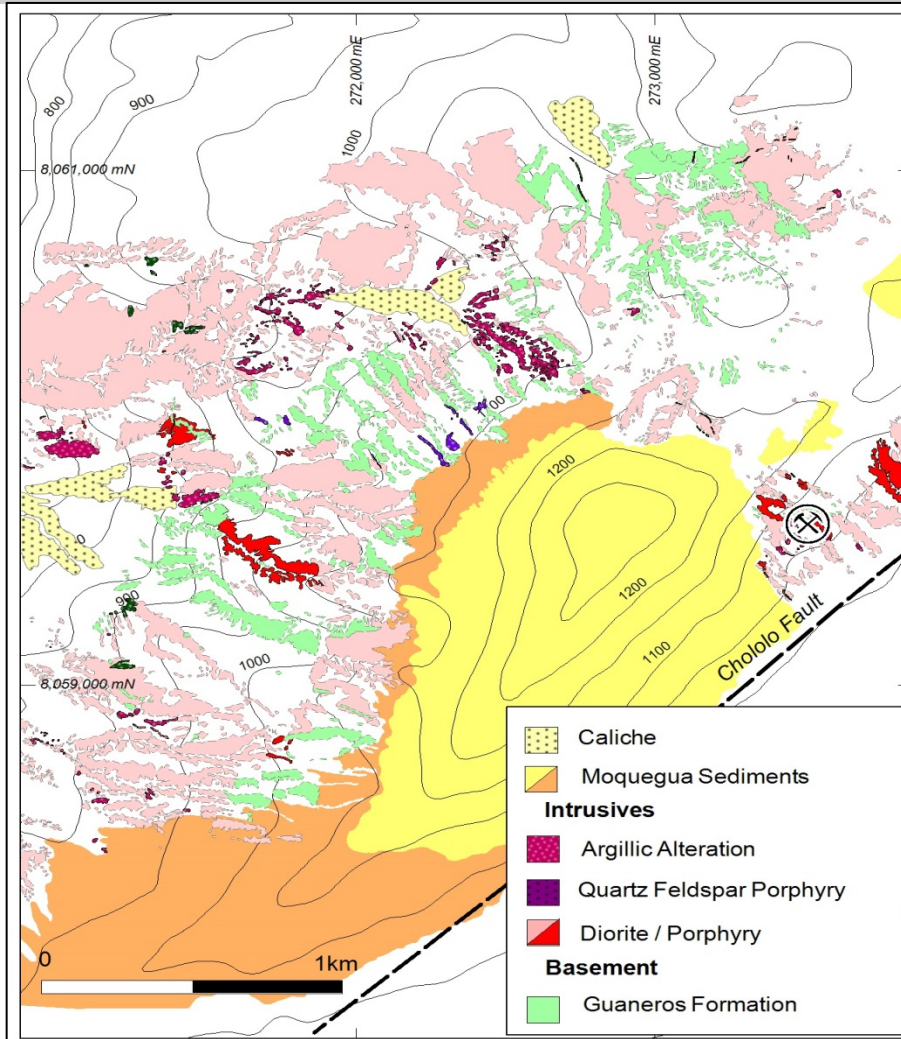 272,000 mE
273,000 mE
800
900
1000
8,061,000 mN
00
1200
0
1200
900
1100
Chololo Fault
1000
8,059,000 mN
Caliche
Moquegua Sediments
Intrusives
Argillic Alteration
Quartz Feldspar Porphyry
Diorite / Porphyry
Basement
Guaneros Formation
0
1km